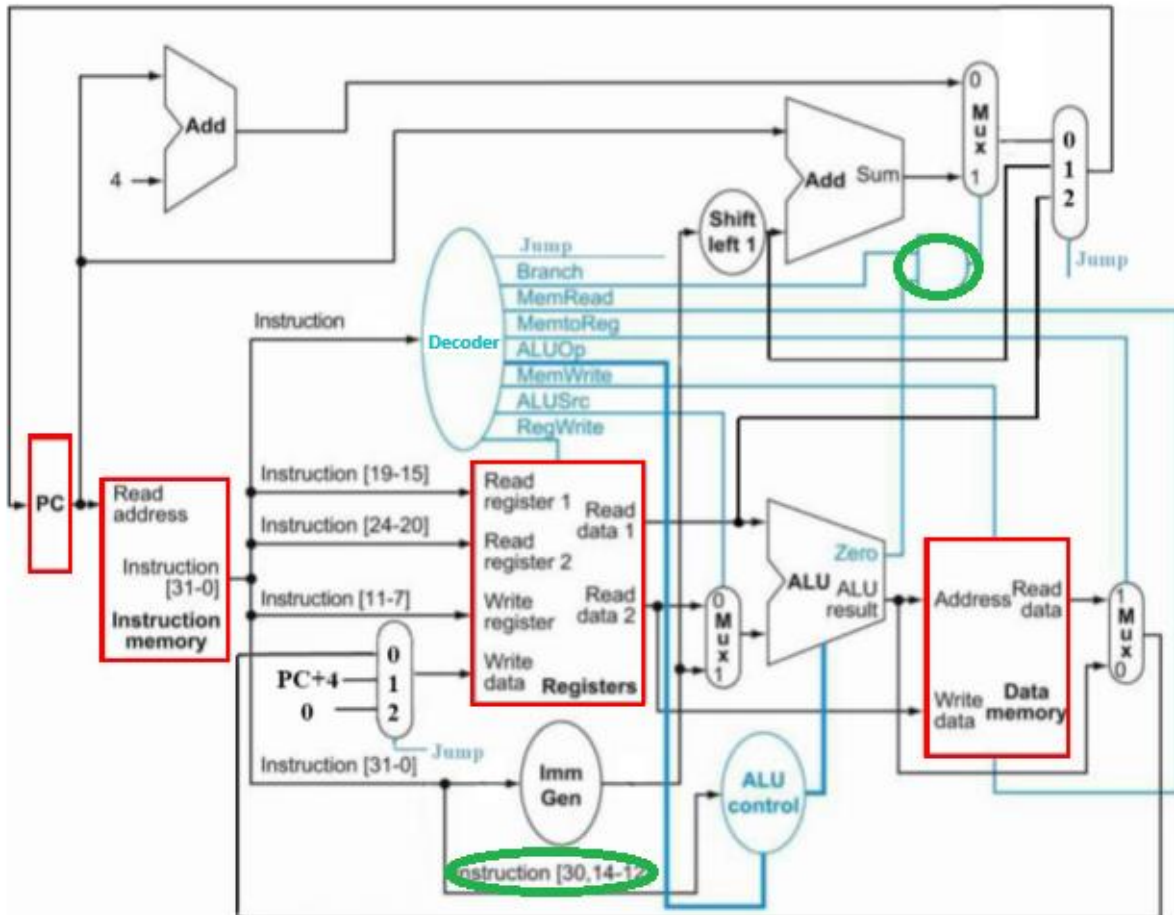 Add
4
0
Mux
1
0
1
2
Add Sum
Shift
left 1
Jump
Jump
Branch
MemRead
Instruction
MemtoReg
Decoder
ALUOp
MemWrite
ALUSrc
RegWrite
PC
Read
address
Instruction
[31-0]
Instruction
memory
Instruction [19-15]
Instruction [24-20]
Instruction [11-7]
Read
register 1
Read
data 1
Read
register 2
Write
register
Read
data 2
Write
data
Registers
0
PC+4 1
0 2
Jump
0
Mux
1
Zero
ALU ALU
result
Address Read
data
Write
data
Data
memory
1
Mux
0
Instruction [31-0]
Imm
Gen
ALU
control
nstruction [30,14-12